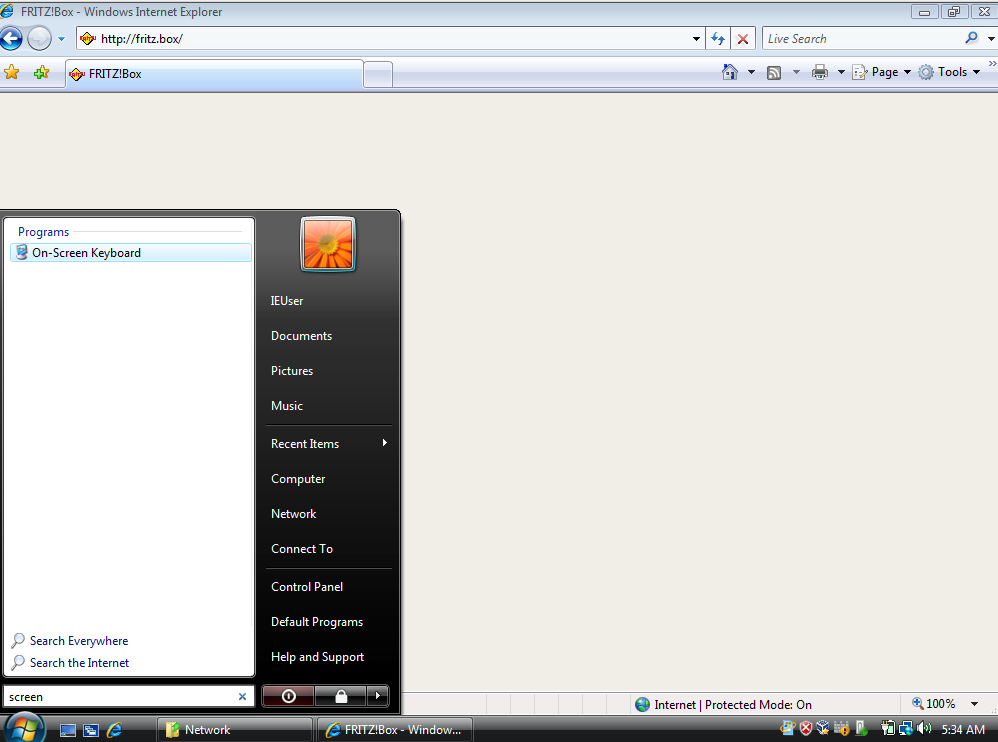 FRITZ!Box - Windows Internet Explorer
http://fritz.box/
Live Search
FRITZ!Box
Page
Tools
Programs
On-Screen Keyboard
IEUser
Documents
Pictures
Music
Recent Items
Computer
Network
Connect To
Control Panel
Default Programs
Help and Support
Search Everywhere
Search the Internet
screen
Internet | Protected Mode: On
100%
Network
FRITZ!Box - Window...
5:34 AM